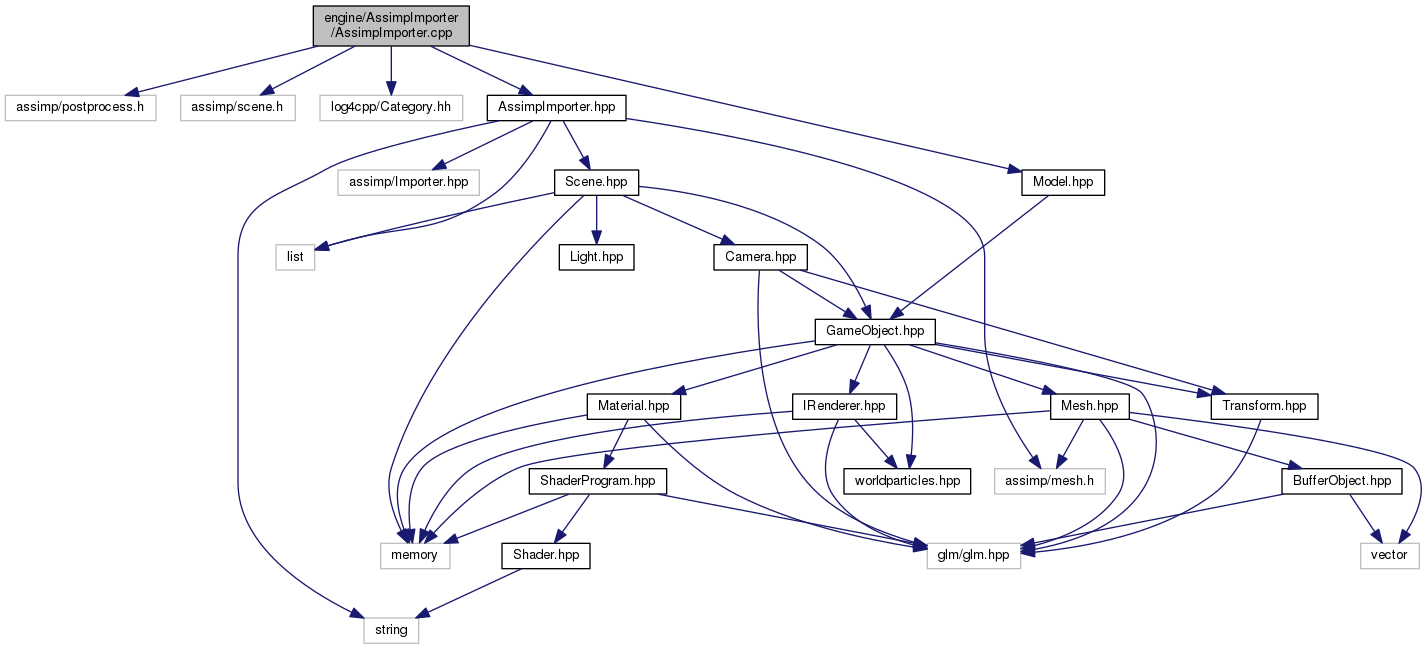 engine/AssimpImporter
/AssimpImporter.cpp
assimp/postprocess.h
assimp/scene.h
log4cpp/Category.hh
AssimpImporter.hpp
assimp/Importer.hpp
Scene.hpp
Model.hpp
list
Light.hpp
Camera.hpp
GameObject.hpp
Material.hpp
IRenderer.hpp
Mesh.hpp
Transform.hpp
ShaderProgram.hpp
worldparticles.hpp
assimp/mesh.h
BufferObject.hpp
memory
Shader.hpp
glm/glm.hpp
vector
string